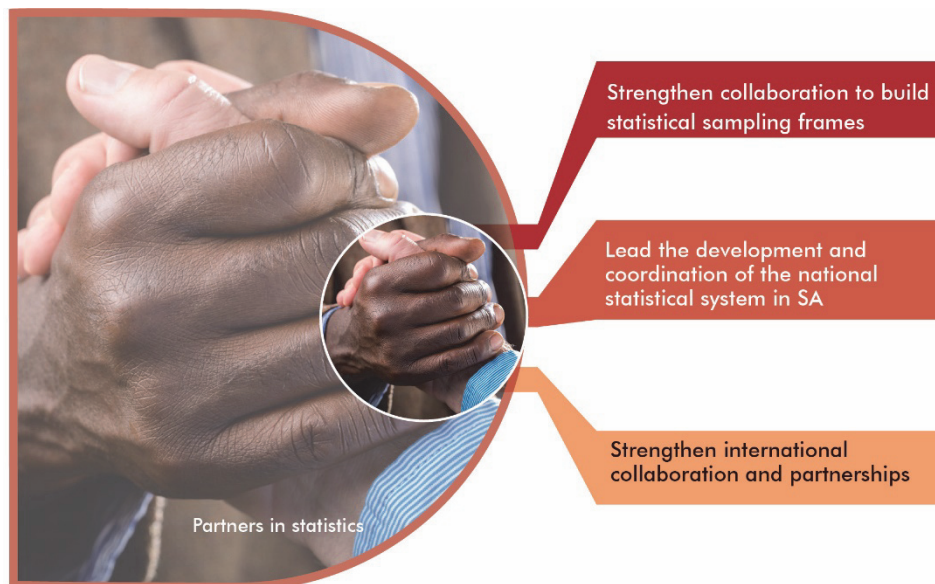 Strengthen collaboration to build
statistical sampling frames
Lead the development and
coordination of the national
statistical system in SA
Strengthen international
collaboration and partnerships
Partners in statistics